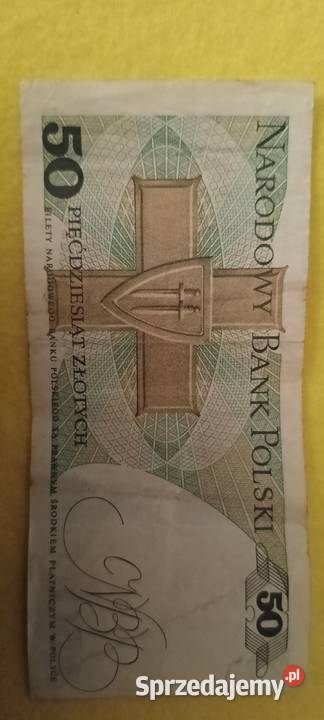 NARODOWY BANK POLSKI
50
50
PIĘĆDZIESIĄT ZŁOTYCH
BILETY NARODOWEGO BANKU POLSKIEGO SĄ PRAWNYM ŚRODKIEM PŁATNICZYM W POLSCE
Sprzedajemy.pl